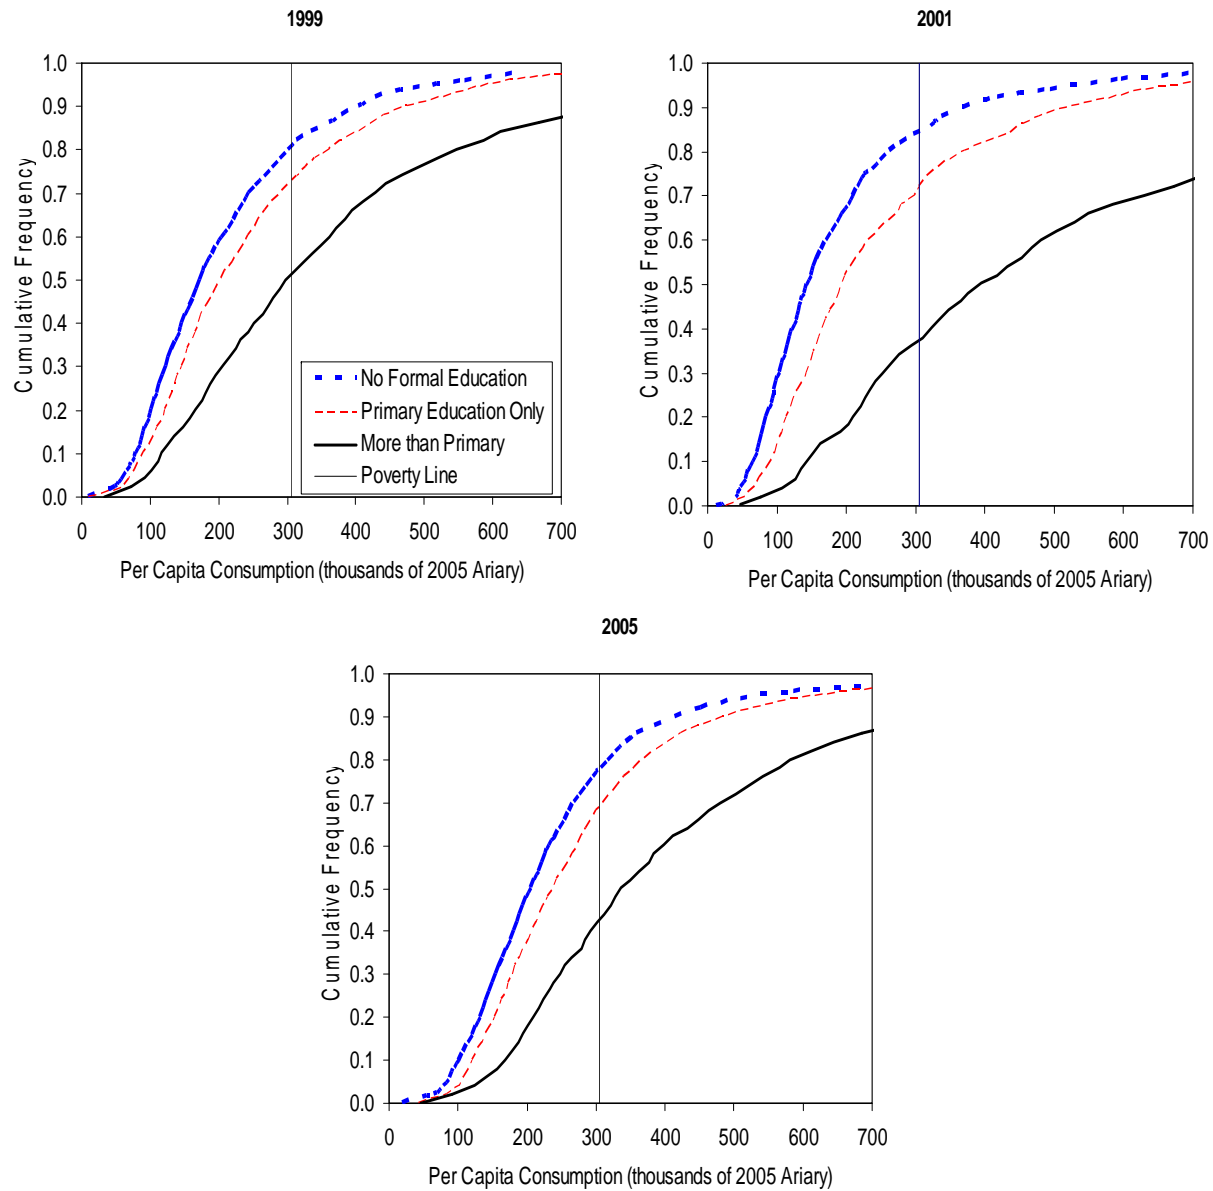 1999
1.0
0.9
0.8
0.7
0.6
0.5
0.4
0.3
0.2
0.1
0.0
Cumulative Frequency
No Formal Education
Primary Education Only
More than Primary
Poverty Line
0 100 200 300 400 500 600 700
Per Capita Consumption (thousands of 2005 Ariary)
2001
1.0
0.9
0.8
0.7
0.6
0.5
0.4
0.3
0.2
0.1
0.0
Cumulative Frequency
0 100 200 300 400 500 600 700
Per Capita Consumption (thousands of 2005 Ariary)
2005
1.0
0.9
0.8
0.7
0.6
0.5
0.4
0.3
0.2
0.1
0.0
Cumulative Frequency
0 100 200 300 400 500 600 700
Per Capita Consumption (thousands of 2005 Ariary)